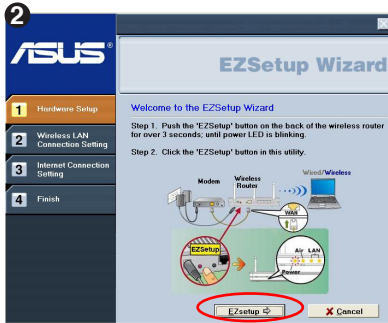 2
ASUS®
EZSetup Wizard
1 Hardware Setup
2 Wireless LAN
Connection Setting
3 Internet Connection
Setting
4 Finish
Welcome to the EZSetup Wizard
Step 1. Push the 'EZSetup' button on the back of the wireless router
for over 3 seconds; until power LED is blinking.
Step 2. Click the 'EZSetup' button in this utility.
Modem
Wireless
Router
Wired/Wireless
WAN
EZSetup
Air LAN
Power
EZsetup
Cancel